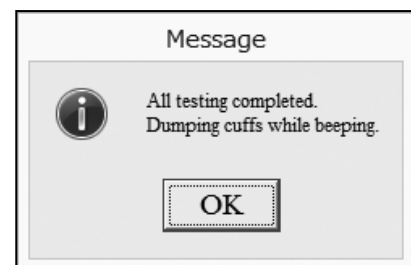 Message
All testing completed.
Dumping cuffs while beeping.
OK